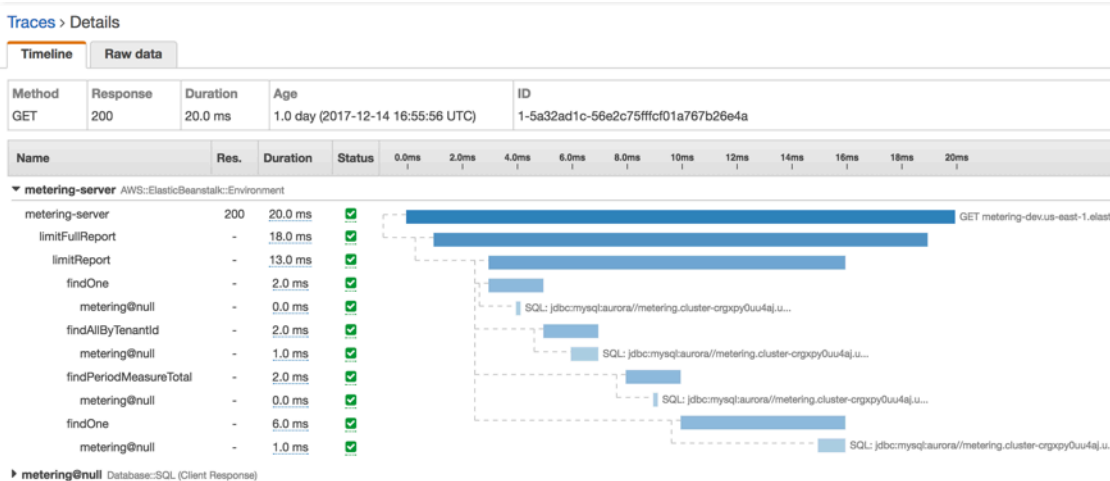 Traces > Details
Timeline Raw data
Method Response Duration Age ID
GET 200 20.0 ms 1.0 day (2017-12-14 16:55:56 UTC) 1-5a32ad1c-56e2c75fffcf01a767b26e4a
Name Res. Duration Status 0.0ms 2.0ms 4.0ms 6.0ms 8.0ms 10ms 12ms 14ms 16ms 18ms 20ms
metering-server AWS::ElasticBeanstalk::Environment
metering-server 200 20.0 ms GET metering-dev.us-east-1.elast
limitFullReport - 18.0 ms
limitReport - 13.0 ms
findOne - 2.0 ms
metering@null - 0.0 ms SQL: jdbc:mysql:aurora//metering.cluster-crgxpy0uu4aj.u...
findAllByTenantId - 2.0 ms
metering@null - 1.0 ms SQL: jdbc:mysql:aurora//metering.cluster-crgxpy0uu4aj.u...
findPeriodMeasureTotal - 2.0 ms
metering@null - 0.0 ms SQL: jdbc:mysql:aurora//metering.cluster-crgxpy0uu4aj.u...
findOne - 6.0 ms
metering@null - 1.0 ms SQL: jdbc:mysql:aurora//metering.cluster-crgxpy0uu4aj.u.
metering@null Database::SQL (Client Response)